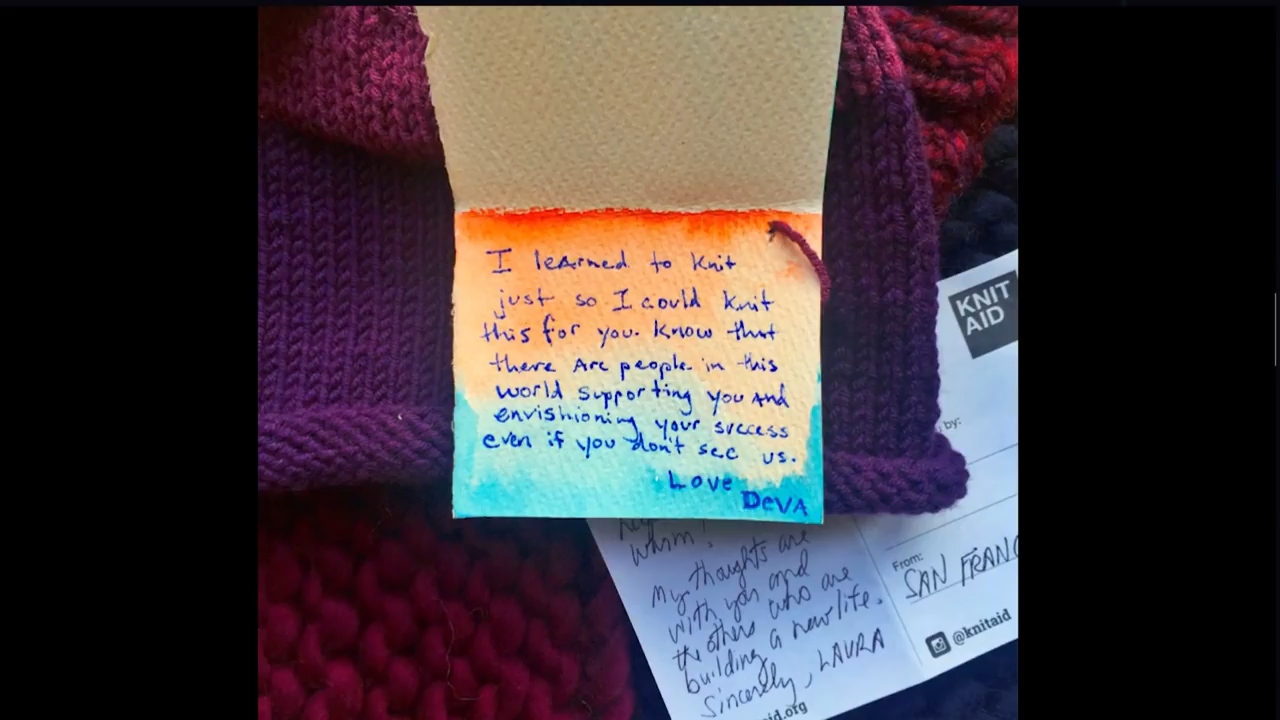 I learned to knit
just so I could knit
this for you. Know that
there are people in this
world supporting you and
envishioning your success
even if you don't see us.
Love
DEVA
KNIT
AID
by:
warm!
My thoughts are
with you and
the others who are
building a new life.
Sincerely, LAURA
aid.org
From:
SAN FRANC
@knitaid